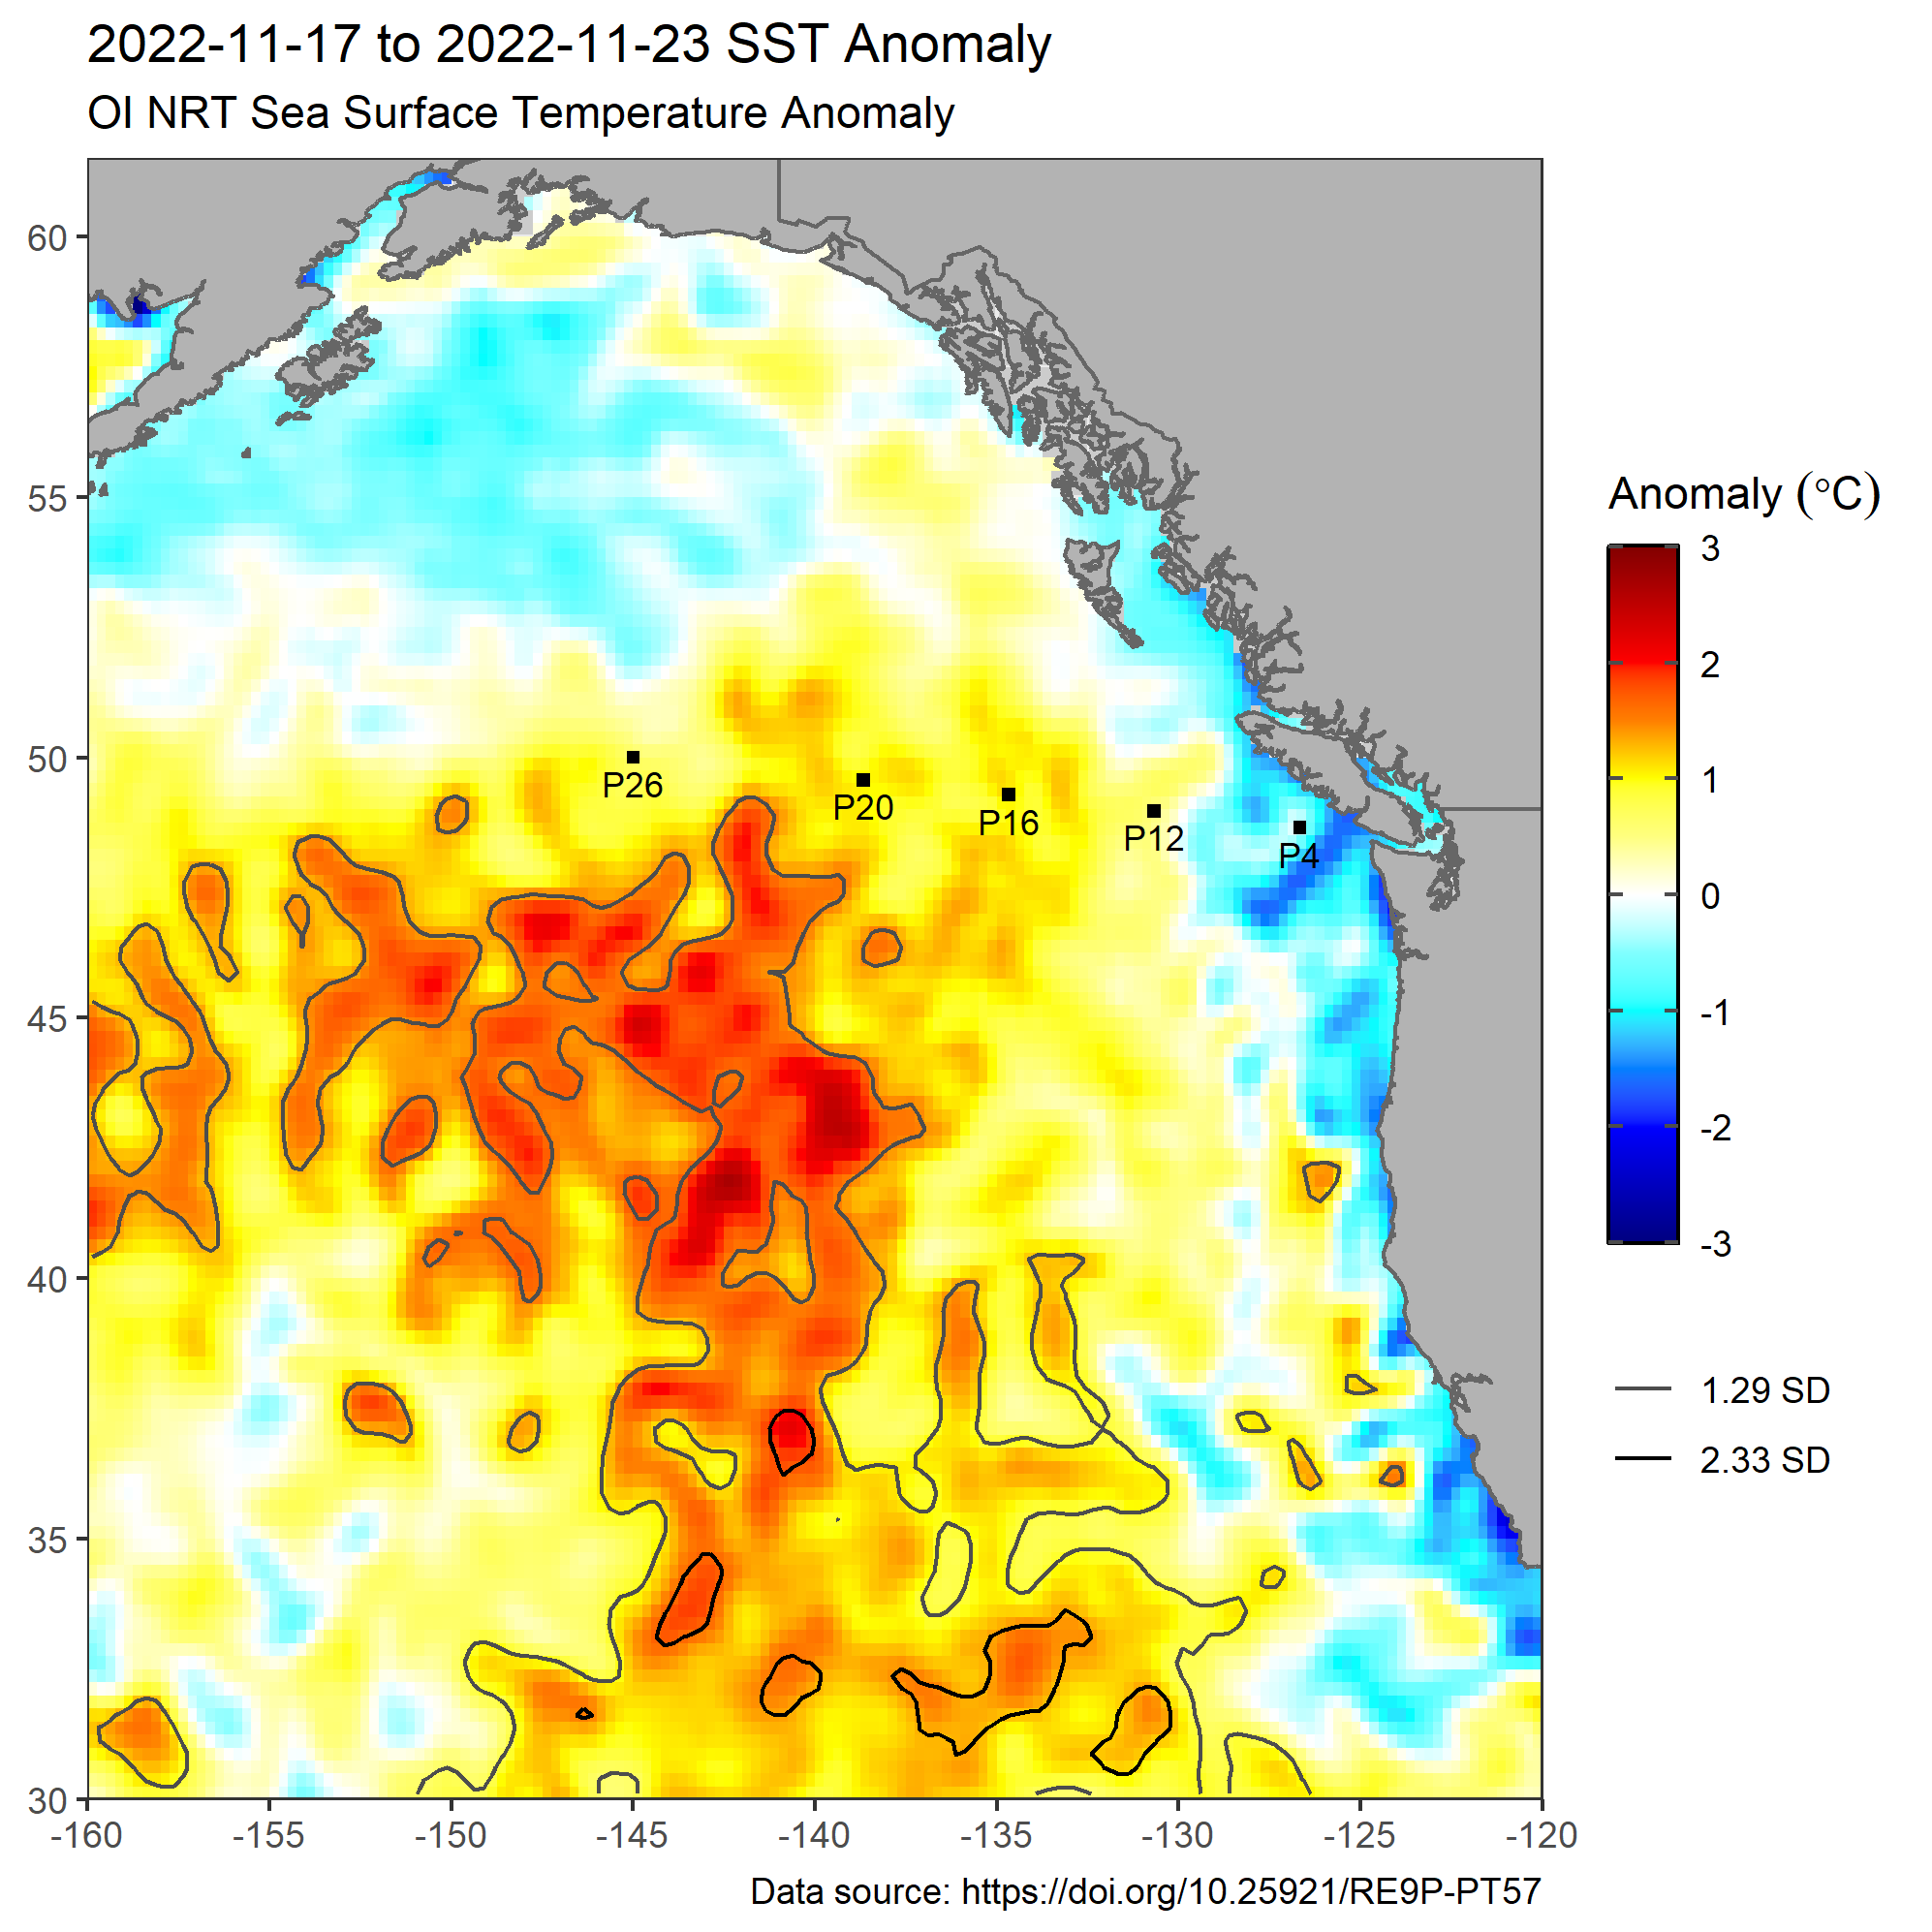 2022-11-17 to 2022-11-23 SST Anomaly
OI NRT Sea Surface Temperature Anomaly
60
55
50
45
40
35
30
-160
-155
-150
-145
-140
-135
-130
-125
-120
P26
P20
P16
P12
P4
Anomaly (°C)
3
2
1
0
-1
-2
-3
1.29 SD
2.33 SD
Data source: https://doi.org/10.25921/RE9P-PT57